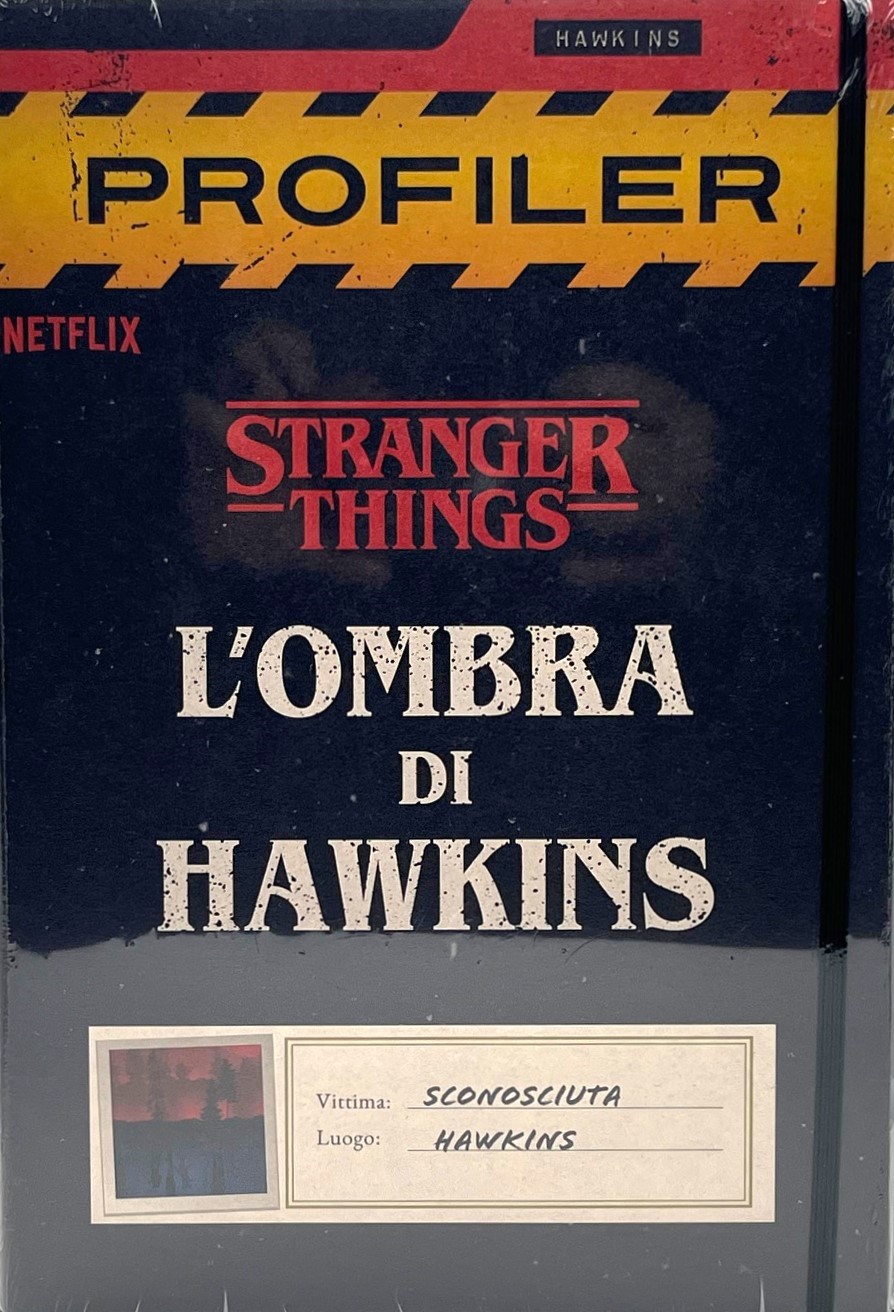 HAWKINS
PROFILER
NETFLIX
STRANGER
THINGS
L'OMBRA
DI
HAWKINS
Vittima: SCONOSCIUTA
Luogo: HAWKINS